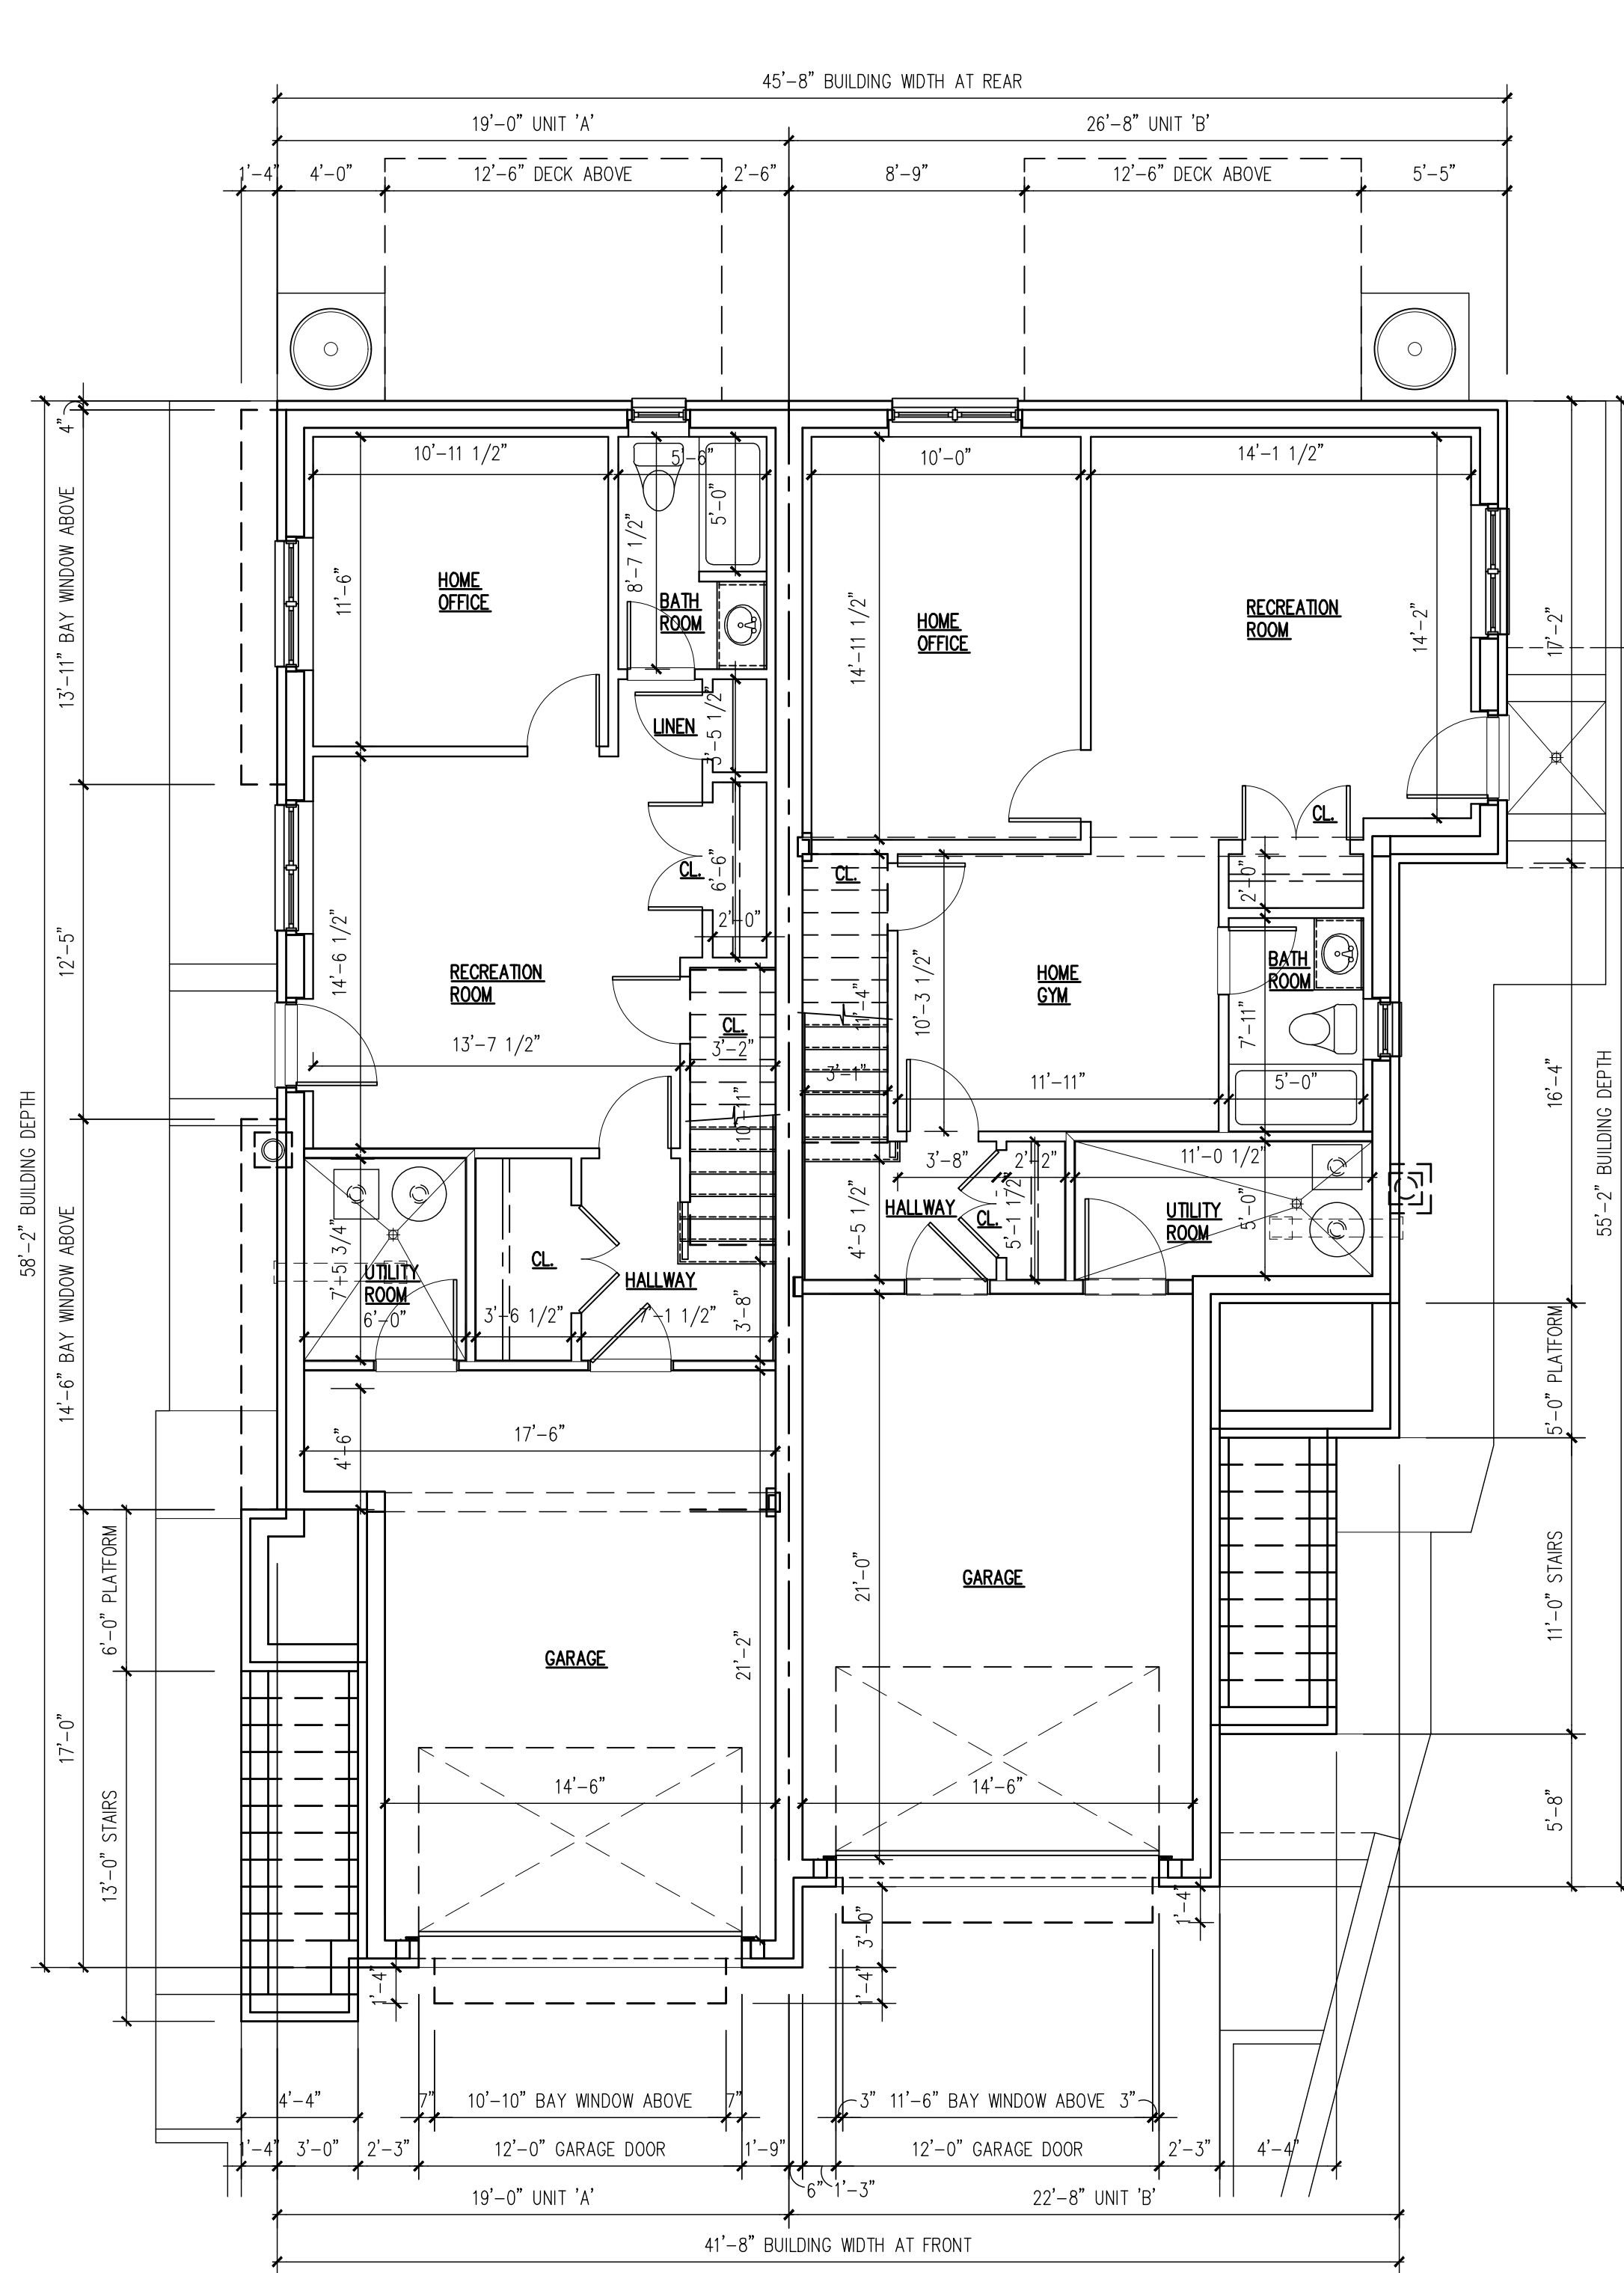 45'-8" BUILDING WIDTH AT REAR
19'-0" UNIT 'A'
26'-8" UNIT 'B'
1'-4"
4'-0"
12'-6" DECK ABOVE
2'-6"
8'-9"
12'-6" DECK ABOVE
5'-5"
4"
13'-11" BAY WINDOW ABOVE
12'-5"
14'-6" BAY WINDOW ABOVE
58'-2" BUILDING DEPTH
17'-0"
6'-0" PLATFORM
13'-0" STAIRS
10'-11 1/2"
5'-6"
5'-0"
8'-7 1/2"
11'-6"
HOME
OFFICE
BATH
ROOM
LINEN
3'-5 1/2"
CL.
6'-6"
2'-0"
14'-6 1/2"
RECREATION
ROOM
13'-7 1/2"
CL.
3'-2"
10'-11"
7'-5 3/4"
UTILITY
ROOM
6'-0"
CL.
3'-6 1/2"
HALLWAY
7'-1 1/2"
3'-8"
4'-6"
17'-6"
21'-2"
GARAGE
14'-6"
1'-4"
10'-0"
14'-1 1/2"
14'-11 1/2"
HOME
OFFICE
RECREATION
ROOM
14'-2"
17'-2"
CL.
CL.
2'-0"
10'-3 1/2"
11'-4"
HOME
GYM
BATH
ROOM
7'-11"
3'-1"
11'-11"
5'-0"
16'-4"
55'-2" BUILDING DEPTH
3'-8"
2'-2"
11'-0 1/2"
4'-5 1/2"
HALLWAY
CL.
5'-1 1/2"
UTILITY
ROOM
5'-0"
5'-0" PLATFORM
11'-0" STAIRS
21'-0"
GARAGE
14'-6"
5'-8"
3'-0"
1'-4"
1'-4"
4'-4"
7"
10'-10" BAY WINDOW ABOVE
7"
3"
11'-6" BAY WINDOW ABOVE
3"
1'-4"
3'-0"
2'-3"
12'-0" GARAGE DOOR
1'-9"
6"
1'-3"
12'-0" GARAGE DOOR
2'-3"
4'-4"
19'-0" UNIT 'A'
22'-8" UNIT 'B'
41'-8" BUILDING WIDTH AT FRONT